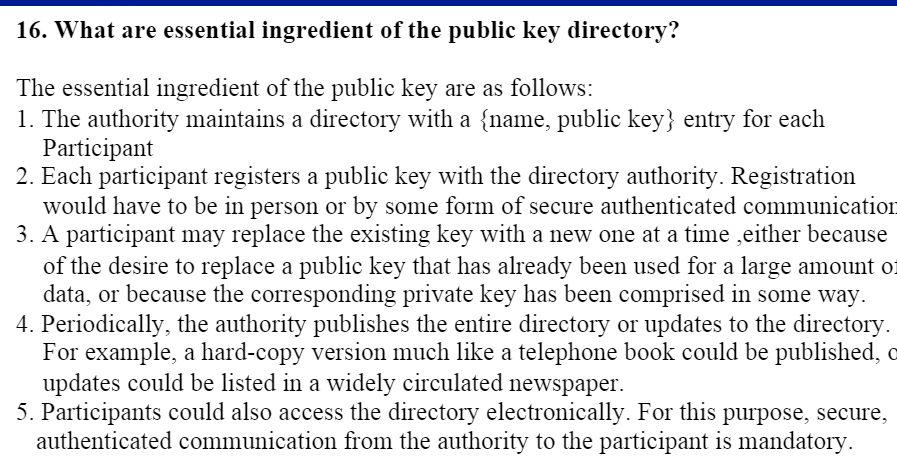 16. What are essential ingredient of the public key directory?
The essential ingredient of the public key are as follows:
1. The authority maintains a directory with a {name, public key} entry for each
Participant
2. Each participant registers a public key with the directory authority. Registration
would have to be in person or by some form of secure authenticated communication
3. A participant may replace the existing key with a new one at a time ,either because
of the desire to replace a public key that has already been used for a large amount of
data, or because the corresponding private key has been comprised in some way.
4. Periodically, the authority publishes the entire directory or updates to the directory.
For example, a hard-copy version much like a telephone book could be published,
updates could be listed in a widely circulated newspaper.
5. Participants could also access the directory electronically. For this purpose, secure,
authenticated communication from the authority to the participant is mandatory.